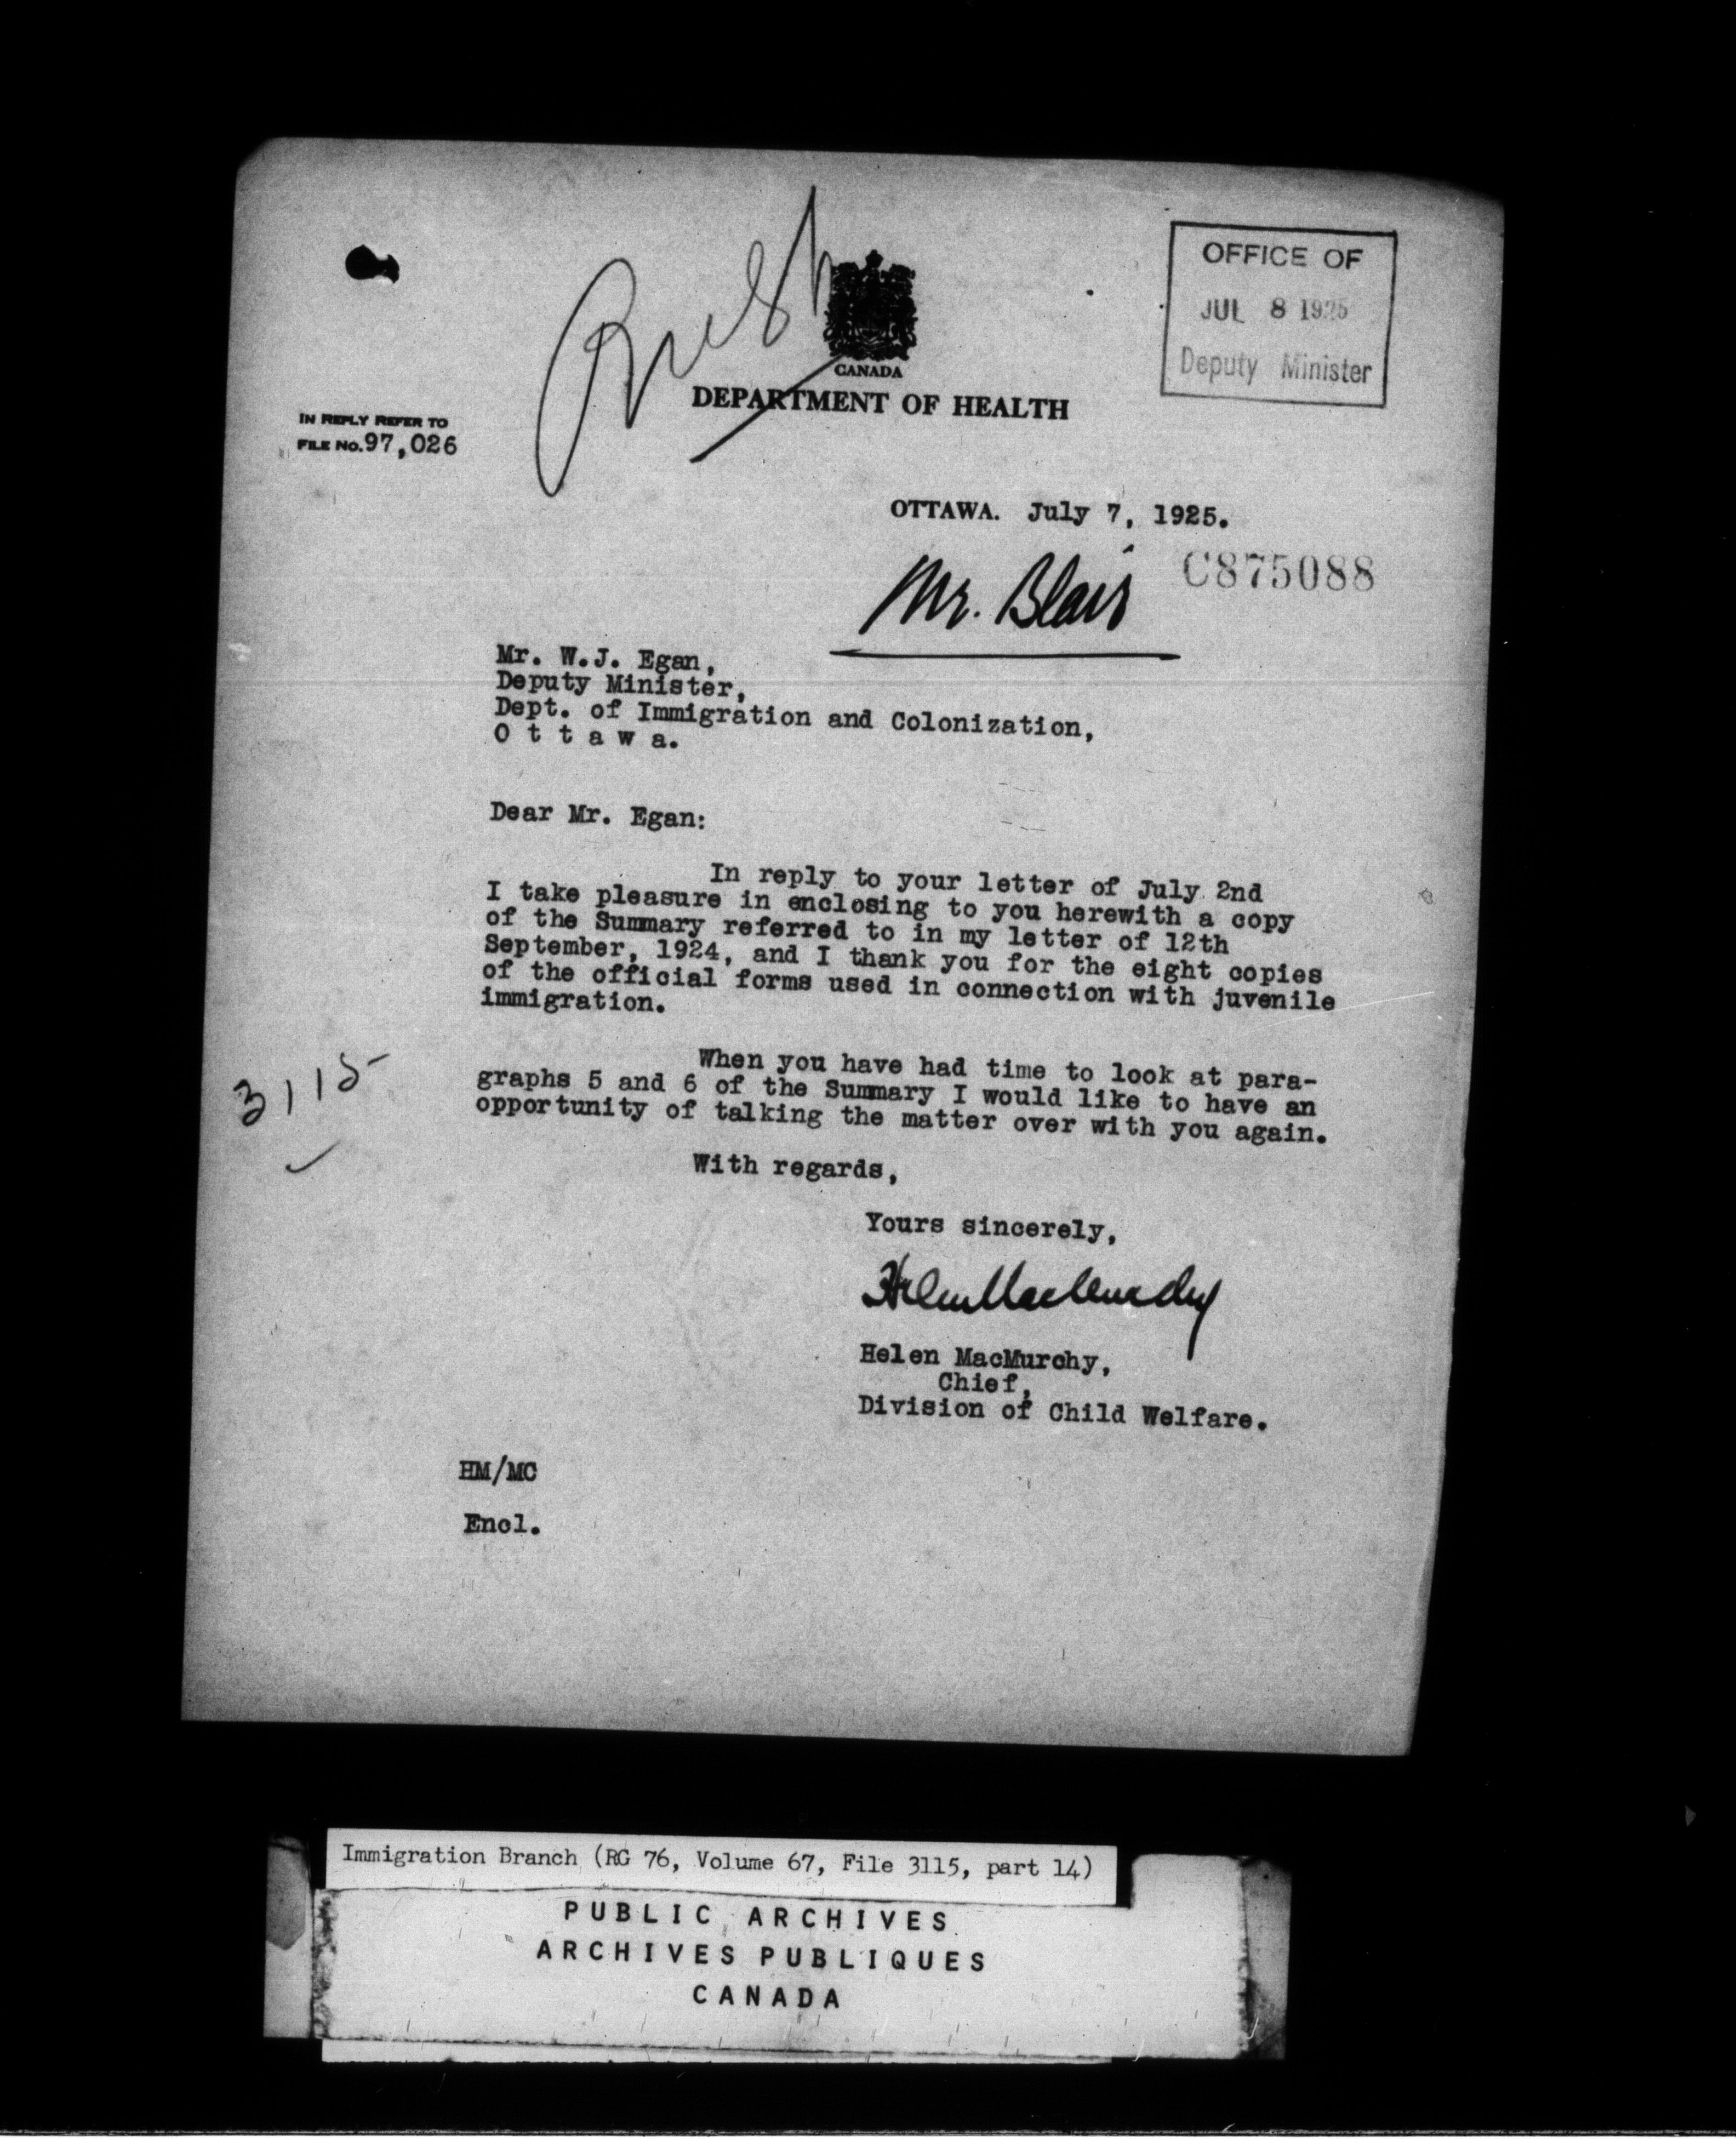 Rush
OFFICE OF
JUL 8 1925
Deputy Minister
CANADA
DEPARTMENT OF HEALTH
IN REPLY REFER TO
FILE No. 97,026
OTTAWA. July 7, 1925.
Mr. Blair
C875088
Mr. W.J. Egan,
Deputy Minister,
Dept. of Immigration and Colonization,
O t t a w a.
Dear Mr. Egan:
In reply to your letter of July 2nd
I take pleasure in enclosing to you herewith a copy
of the Summary referred to in my letter of 12th
September, 1924, and I thank you for the eight copies
of the official forms used in connection with juvenile
immigration.
When you have had time to look at para-
graphs 5 and 6 of the Summary I would like to have an
opportunity of talking the matter over with you again.
3115
With regards,
Yours sincerely,
Helen MacMurchy
Helen MacMurchy,
Chief,
Division of Child Welfare.
HM/MC
Encl.
Immigration Branch (RG 76, Volume 67, File 3115, part 14)
PUBLIC ARCHIVES
ARCHIVES PUBLIQUES
CANADA